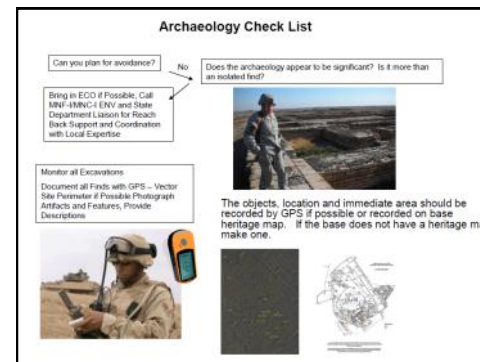 Archaeology Check List
Can you plan for avoidance?
No
Does the archaeology appear to be significant? Is it more than
an isolated find?
Bring in ECO if Possible, Call
MNF-I/MNC-I ENV and State
Department Liaison for Reach
Back Support and Coordination
with Local Expertise
Monitor all Excavations
Document all Finds with GPS – Vector
Site Perimeter if Possible Photograph
Artifacts and Features, Provide
Descriptions
The objects, location and immediate area should be
recorded by GPS if possible or recorded on base
heritage map. If the base does not have a heritage ma
make one.